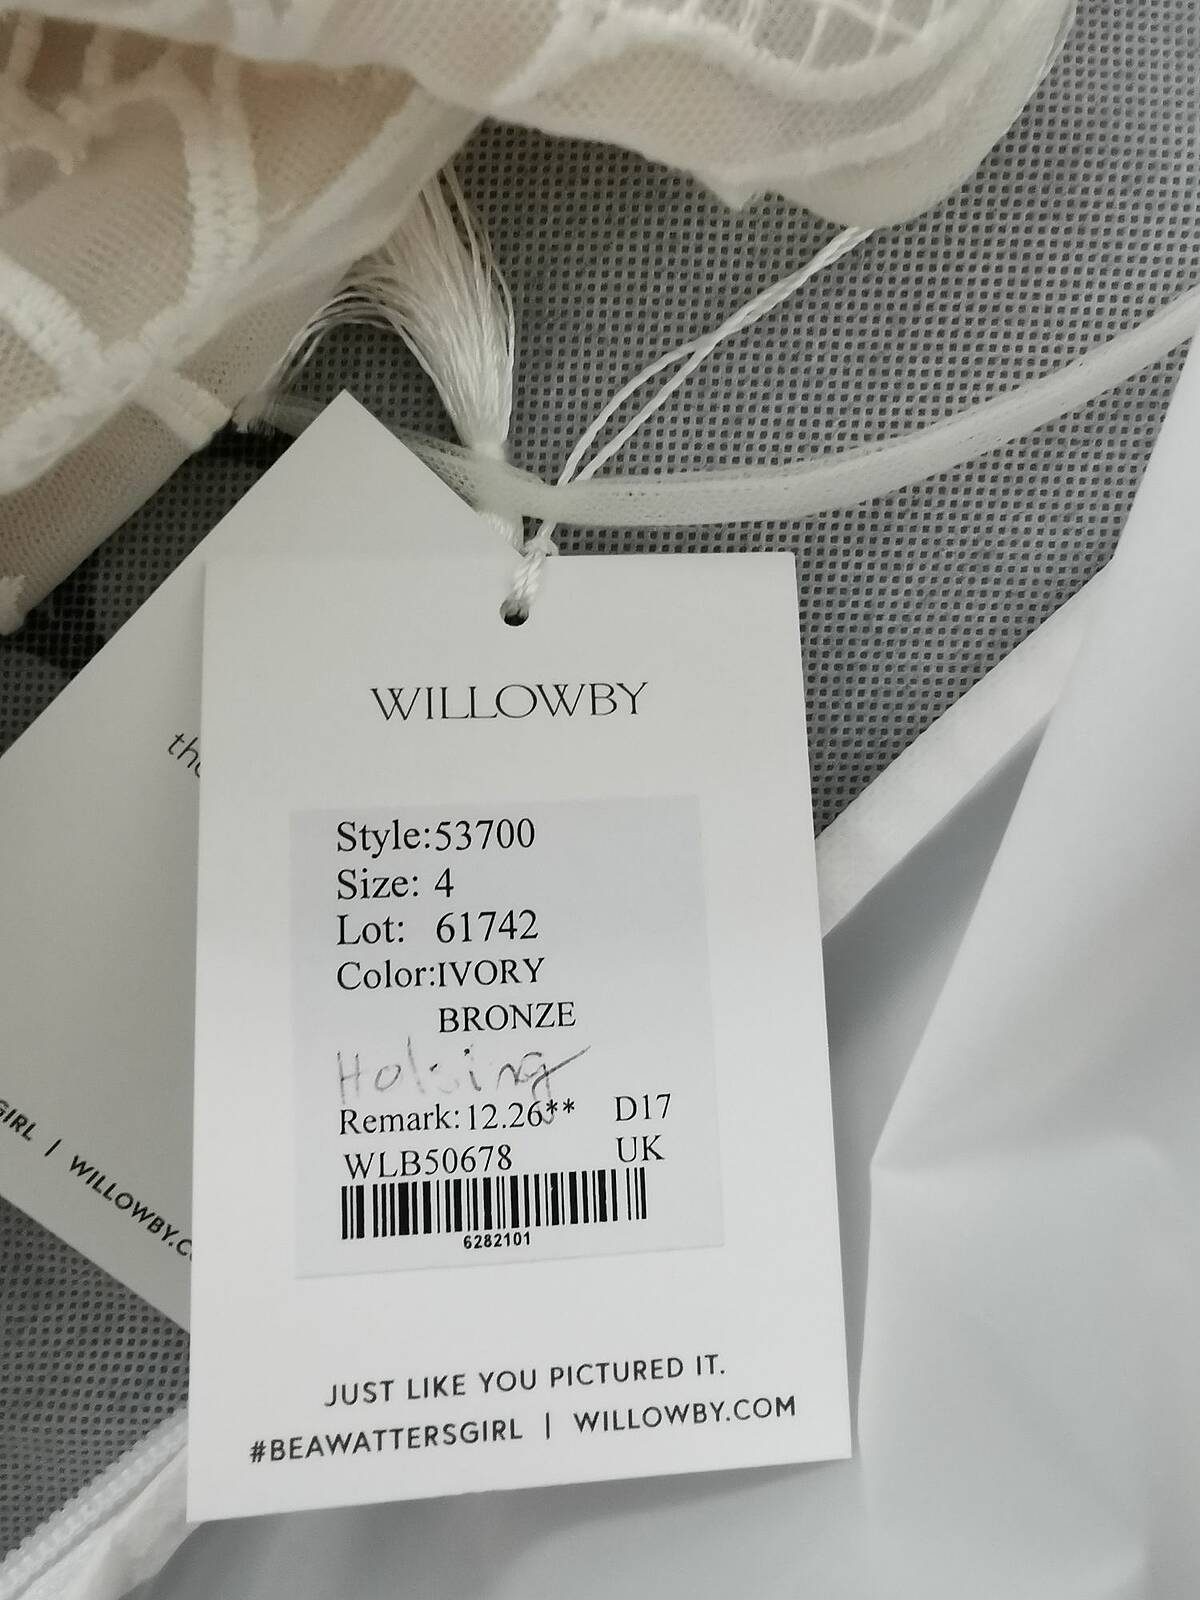 WILLOWBY
Style:53700
Size: 4
Lot: 61742
Color:IVORY
BRONZE
Remark:12.26** D17
WLB50678 UK
6282101
JUST LIKE YOU PICTURED IT.
#BEAWATTERSGIRL | WILLOWBY.COM
GIRL | WILLOWBY.C